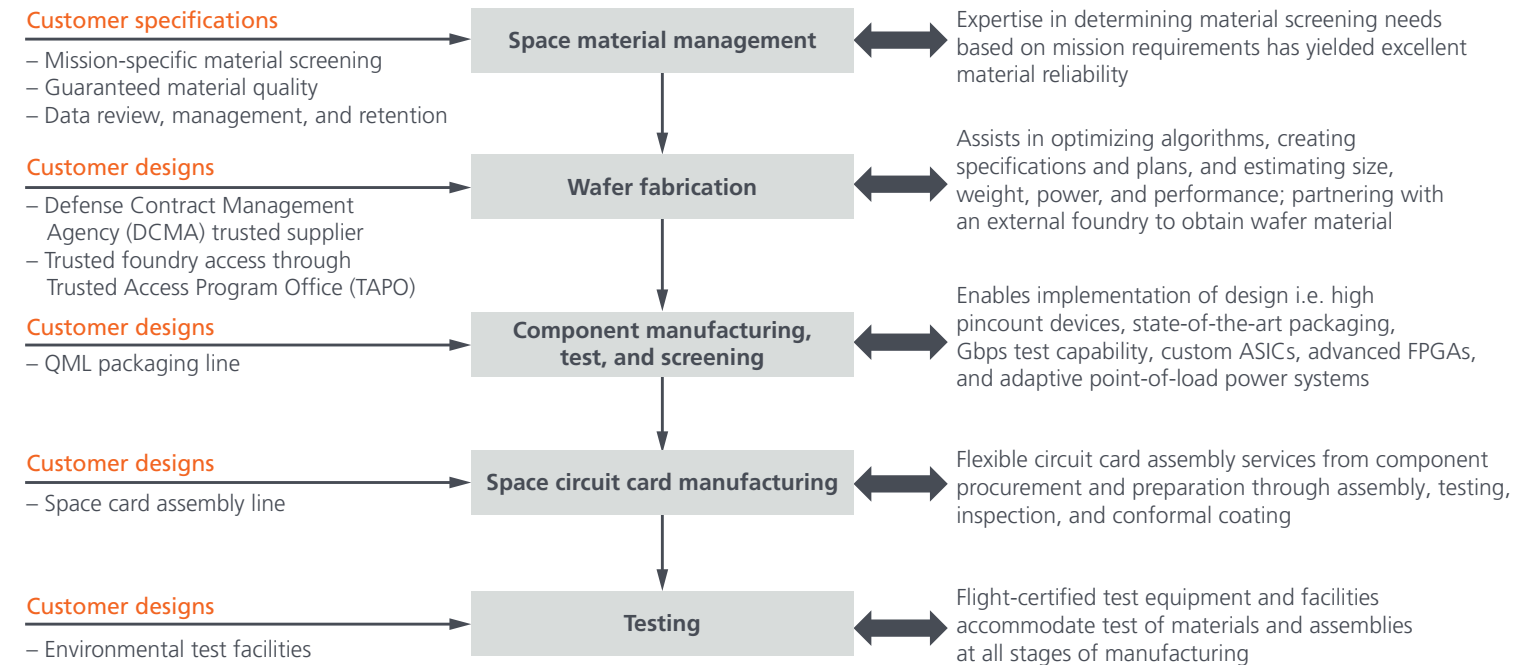 Customer specifications
– Mission-specific material screening
– Guaranteed material quality
– Data review, management, and retention
Space material management
Expertise in determining material screening needs
based on mission requirements has yielded excellent
material reliability
Customer designs
– Defense Contract Management
Agency (DCMA) trusted supplier
– Trusted foundry access through
Trusted Access Program Office (TAPO)
Wafer fabrication
Assists in optimizing algorithms, creating
specifications and plans, and estimating size,
weight, power, and performance; partnering with
an external foundry to obtain wafer material
Customer designs
– QML packaging line
Component manufacturing,
test, and screening
Enables implementation of design i.e. high
pincount devices, state-of-the-art packaging,
Gbps test capability, custom ASICs, advanced FPGAs,
and adaptive point-of-load power systems
Customer designs
– Space card assembly line
Space circuit card manufacturing
Flexible circuit card assembly services from component
procurement and preparation through assembly, testing,
inspection, and conformal coating
Customer designs
– Environmental test facilities
Testing
Flight-certified test equipment and facilities
accommodate test of materials and assemblies
at all stages of manufacturing